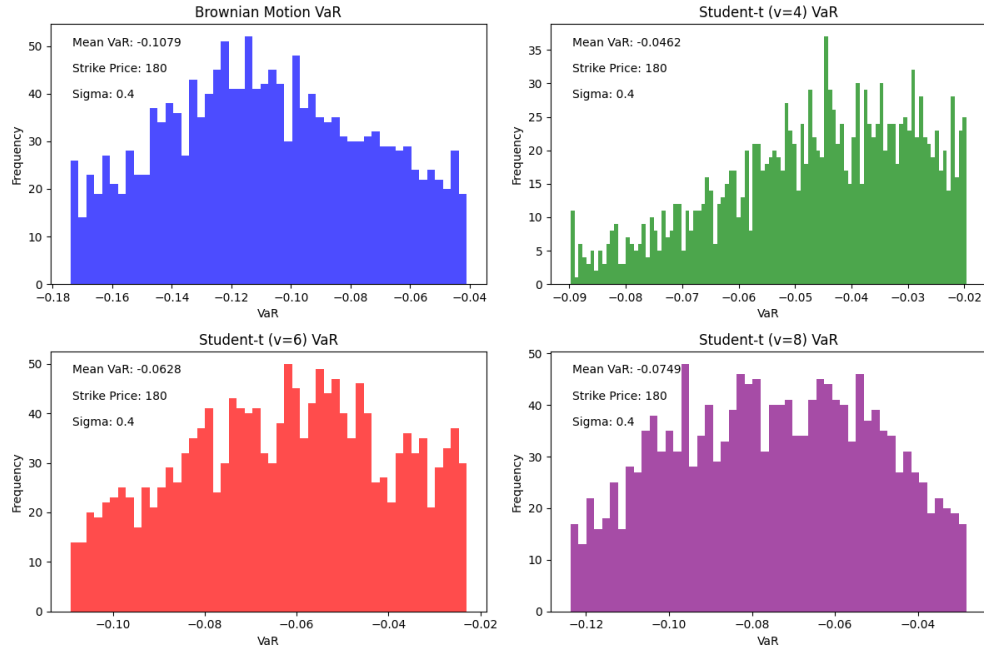 Brownian Motion VaR
Mean VaR: -0.1079
Strike Price: 180
Sigma: 0.4
Frequency
50
40
30
20
10
0
−0.18
−0.16
−0.14
−0.12
−0.10
−0.08
−0.06
−0.04
VaR
Student-t (v=4) VaR
Mean VaR: -0.0462
Strike Price: 180
Sigma: 0.4
Frequency
35
30
25
20
15
10
5
0
−0.09
−0.08
−0.07
−0.06
−0.05
−0.04
−0.03
−0.02
VaR
Student-t (v=6) VaR
Mean VaR: -0.0628
Strike Price: 180
Sigma: 0.4
Frequency
50
40
30
20
10
0
−0.10
−0.08
−0.06
−0.04
−0.02
VaR
Student-t (v=8) VaR
Mean VaR: -0.0749
Strike Price: 180
Sigma: 0.4
Frequency
50
40
30
20
10
0
−0.12
−0.10
−0.08
−0.06
−0.04
VaR